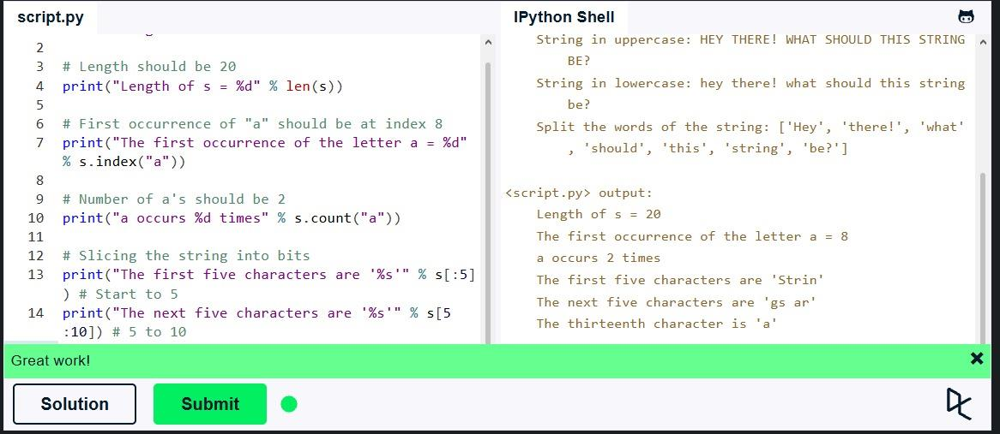 script.py
2
3 # Length should be 20
4 print("Length of s = %d" % len(s))
5
6 # First occurrence of "a" should be at index 8
7 print("The first occurrence of the letter a = %d"
% s.index("a"))
8
9 # Number of a's should be 2
10 print("a occurs %d times" % s.count("a"))
11
12 # Slicing the string into bits
13 print("The first five characters are '%s'" % s[:5]
) # Start to 5
14 print("The next five characters are '%s'" % s[5
:10]) # 5 to 10
IPython Shell
String in uppercase: HEY THERE! WHAT SHOULD THIS STRING
BE?
String in lowercase: hey there! what should this string
be?
Split the words of the string: ['Hey', 'there!', 'what'
, 'should', 'this', 'string', 'be?']
<script.py> output:
Length of s = 20
The first occurrence of the letter a = 8
a occurs 2 times
The first five characters are 'Strin'
The next five characters are 'gs ar'
The thirteenth character is 'a'
Great work!
Solution
Submit